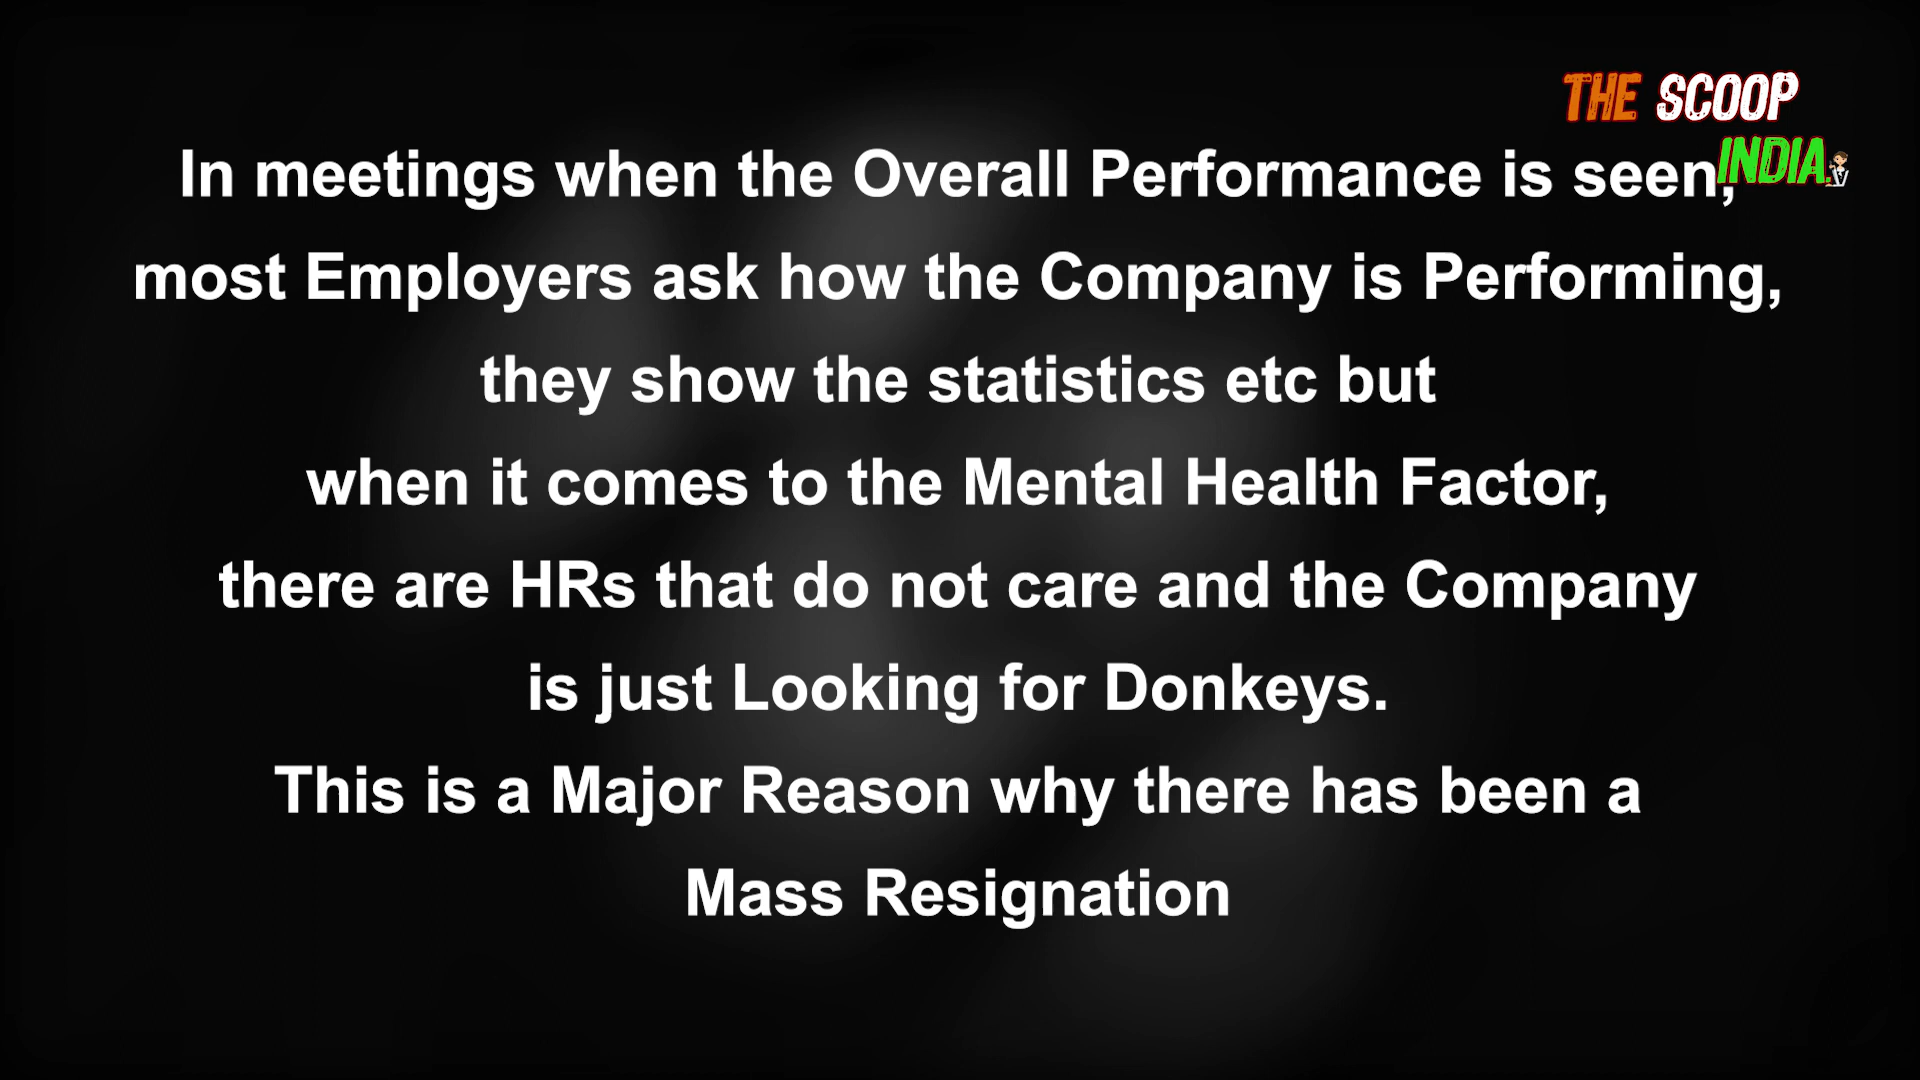 THE SCOOP
INDIA
In meetings when the Overall Performance is seen,
most Employers ask how the Company is Performing,
they show the statistics etc but
when it comes to the Mental Health Factor,
there are HRs that do not care and the Company
is just Looking for Donkeys.
This is a Major Reason why there has been a
Mass Resignation